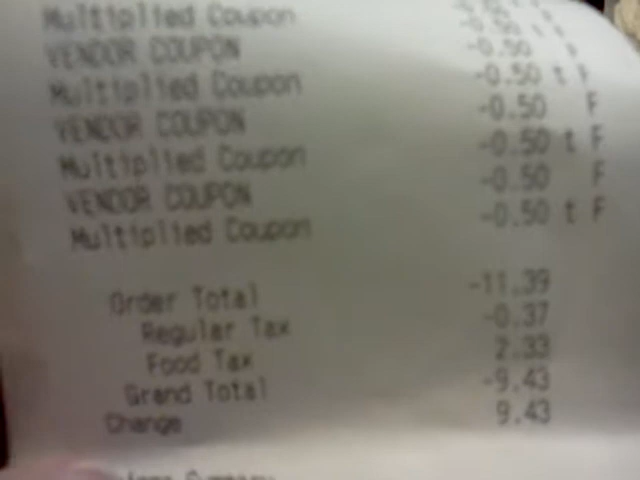 Multiplied Coupon -0.50
VENDOR COUPON -0.50
Multiplied Coupon -0.50 t F
VENDOR COUPON -0.50 F
Multiplied Coupon -0.50 t F
VENDOR COUPON -0.50 F
Multiplied Coupon -0.50 t F
Order Total -11.39
Regular Tax -0.37
Food Tax 2.33
Grand Total -9.43
Change 9.43